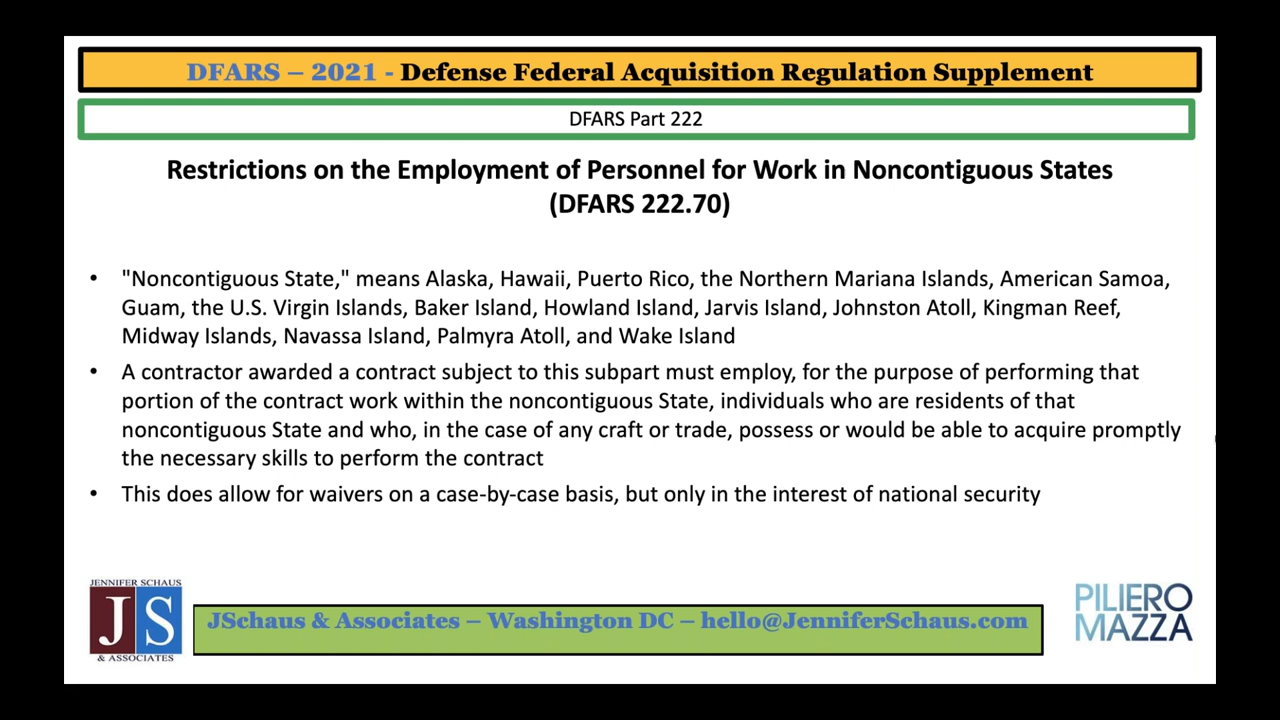 DFARS – 2021 - Defense Federal Acquisition Regulation Supplement
DFARS Part 222
Restrictions on the Employment of Personnel for Work in Noncontiguous States
(DFARS 222.70)
• "Noncontiguous State," means Alaska, Hawaii, Puerto Rico, the Northern Mariana Islands, American Samoa,
Guam, the U.S. Virgin Islands, Baker Island, Howland Island, Jarvis Island, Johnston Atoll, Kingman Reef,
Midway Islands, Navassa Island, Palmyra Atoll, and Wake Island
• A contractor awarded a contract subject to this subpart must employ, for the purpose of performing that
portion of the contract work within the noncontiguous State, individuals who are residents of that
noncontiguous State and who, in the case of any craft or trade, possess or would be able to acquire promptly
the necessary skills to perform the contract
• This does allow for waivers on a case-by-case basis, but only in the interest of national security
JENNIFER SCHAUS
JS
& ASSOCIATES
JSchaus & Associates – Washington DC – hello@JenniferSchaus.com
PILIERO
MAZZA